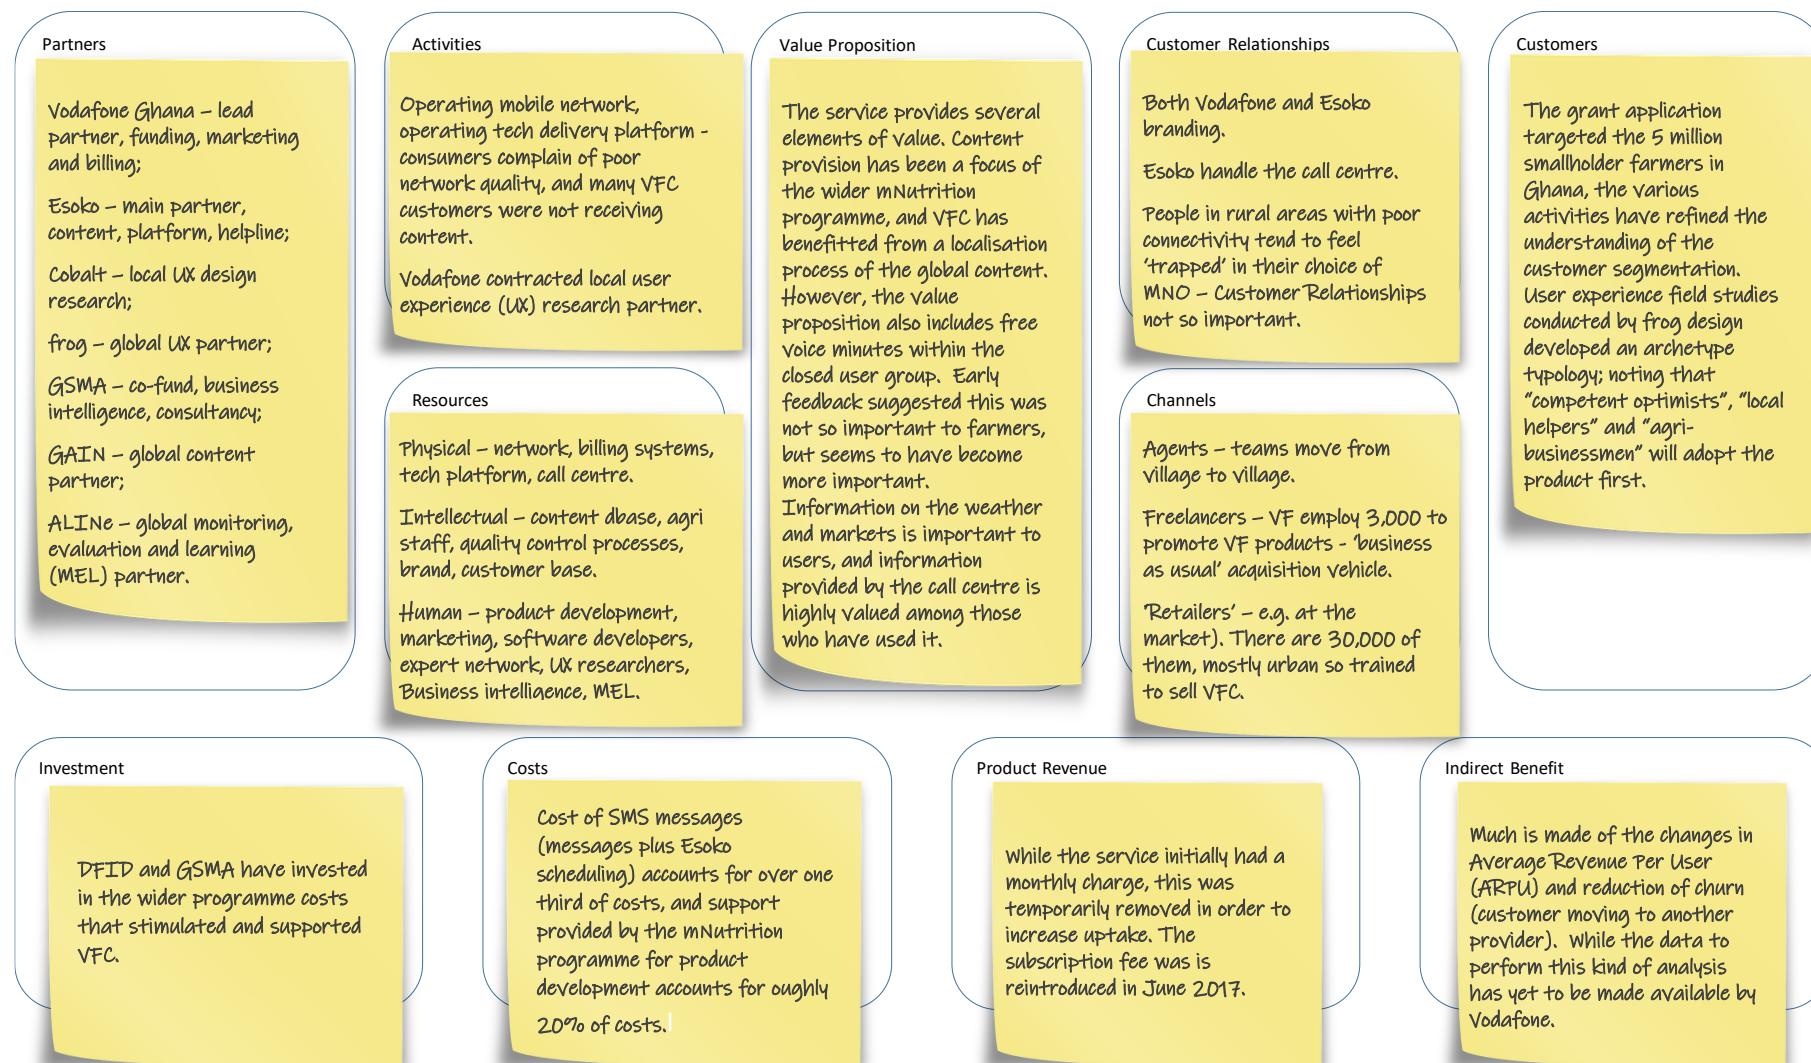 Partners
Vodafone Ghana – lead
partner, funding, marketing
and billing;
Esoko – main partner,
content, platform, helpline;
Cobalt – local UX design
research;
frog – global UX partner;
GSMA – co-fund, business
intelligence, consultancy;
GAIN – global content
partner;
ALINe – global monitoring,
evaluation and learning
(MEL) partner.
Activities
Operating mobile network,
operating tech delivery platform -
consumers complain of poor
network quality, and many VFC
customers were not receiving
content.
Vodafone contracted local user
experience (UX) research partner.
Resources
Physical – network, billing systems,
tech platform, call centre.
Intellectual – content dbase, agri
staff, quality control processes,
brand, customer base.
Human – product development,
marketing, software developers,
expert network, UX researchers,
Business intelligence, MEL.
Value Proposition
The service provides several
elements of value. Content
provision has been a focus of
the wider mNutrition
programme, and VFC has
benefitted from a localisation
process of the global content.
However, the value
proposition also includes free
voice minutes within the
closed user group. Early
feedback suggested this was
not so important to farmers,
but seems to have become
more important.
Information on the weather
and markets is important to
users, and information
provided by the call centre is
highly valued among those
who have used it.
Customer Relationships
Both Vodafone and Esoko
branding.
Esoko handle the call centre.
People in rural areas with poor
connectivity tend to feel
'trapped' in their choice of
MNO – Customer Relationships
not so important.
Channels
Agents – teams move from
village to village.
Freelancers – VF employ 3,000 to
promote VF products - 'business
as usual' acquisition vehicle.
'Retailers' – e.g. at the
market). There are 30,000 of
them, mostly urban so trained
to sell VFC.
Customers
The grant application
targeted the 5 million
smallholder farmers in
Ghana, the various
activities have refined the
understanding of the
customer segmentation.
User experience field studies
conducted by frog design
developed an archetype
typology; noting that
"competent optimists", "local
helpers" and "agri-
businessmen" will adopt the
product first.
Investment
DFID and GSMA have invested
in the wider programme costs
that stimulated and supported
VFC.
Costs
Cost of SMS messages
(messages plus Esoko
scheduling) accounts for over one
third of costs, and support
provided by the mNutrition
programme for product
development accounts for oughly
20% of costs.
Product Revenue
While the service initially had a
monthly charge, this was
temporarily removed in order to
increase uptake. The
subscription fee was is
reintroduced in June 2017.
Indirect Benefit
Much is made of the changes in
Average Revenue Per User
(ARPU) and reduction of churn
(customer moving to another
provider). While the data to
perform this kind of analysis
has yet to be made available by
Vodafone.